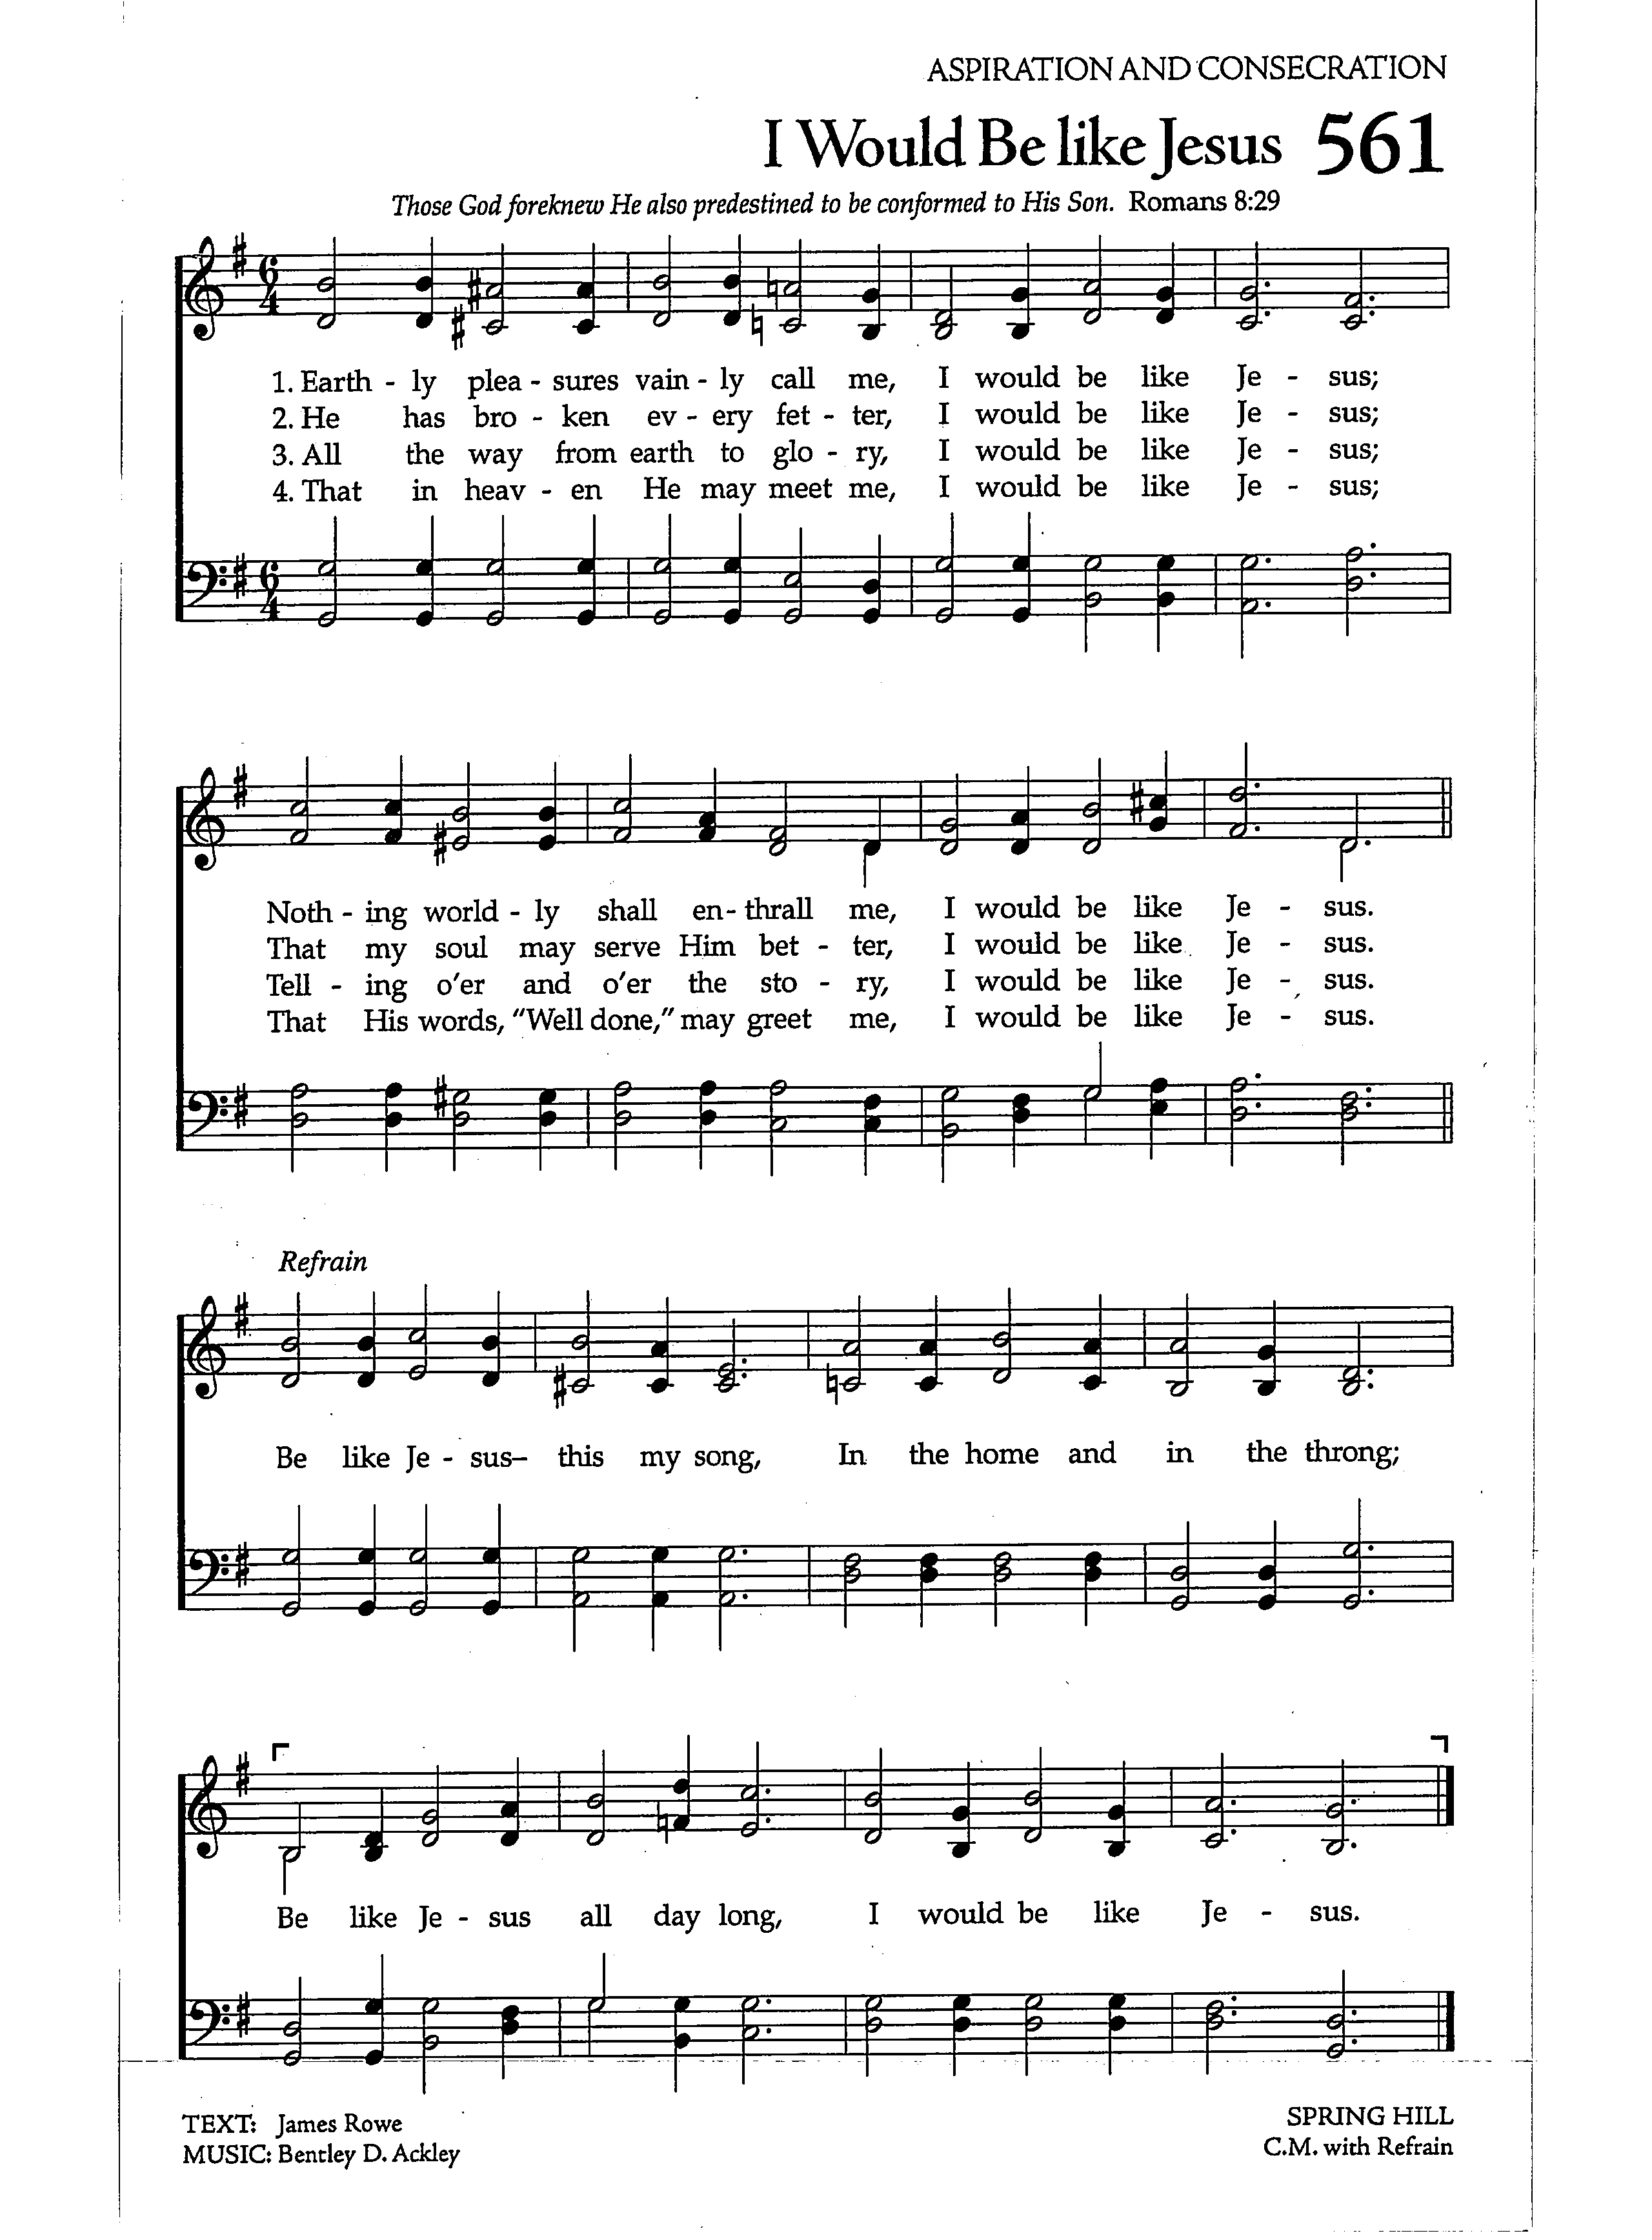 ASPIRATION AND CONSECRATION
I Would Be like Jesus 561
Those God foreknew He also predestined to be conformed to His Son. Romans 8:29
6
4
1. Earth - ly plea - sures vain - ly call me, I would be like Je - sus;
2. He has bro - ken ev - ery fet - ter, I would be like Je - sus;
3. All the way from earth to glo - ry, I would be like Je - sus;
4. That in heav - en He may meet me, I would be like Je - sus;
6
4
Noth - ing world - ly shall en- thrall me, I would be like Je - sus.
That my soul may serve Him bet - ter, I would be like Je - sus.
Tell - ing o'er and o'er the sto - ry, I would be like Je - sus.
That His words, "Well done," may greet me, I would be like Je - sus.
Refrain
Be like Je - sus– this my song, In the home and in the throng;
Be like Je - sus all day long, I would be like Je - sus.
TEXT: James Rowe
MUSIC: Bentley D. Ackley
SPRING HILL
C.M. with Refrain